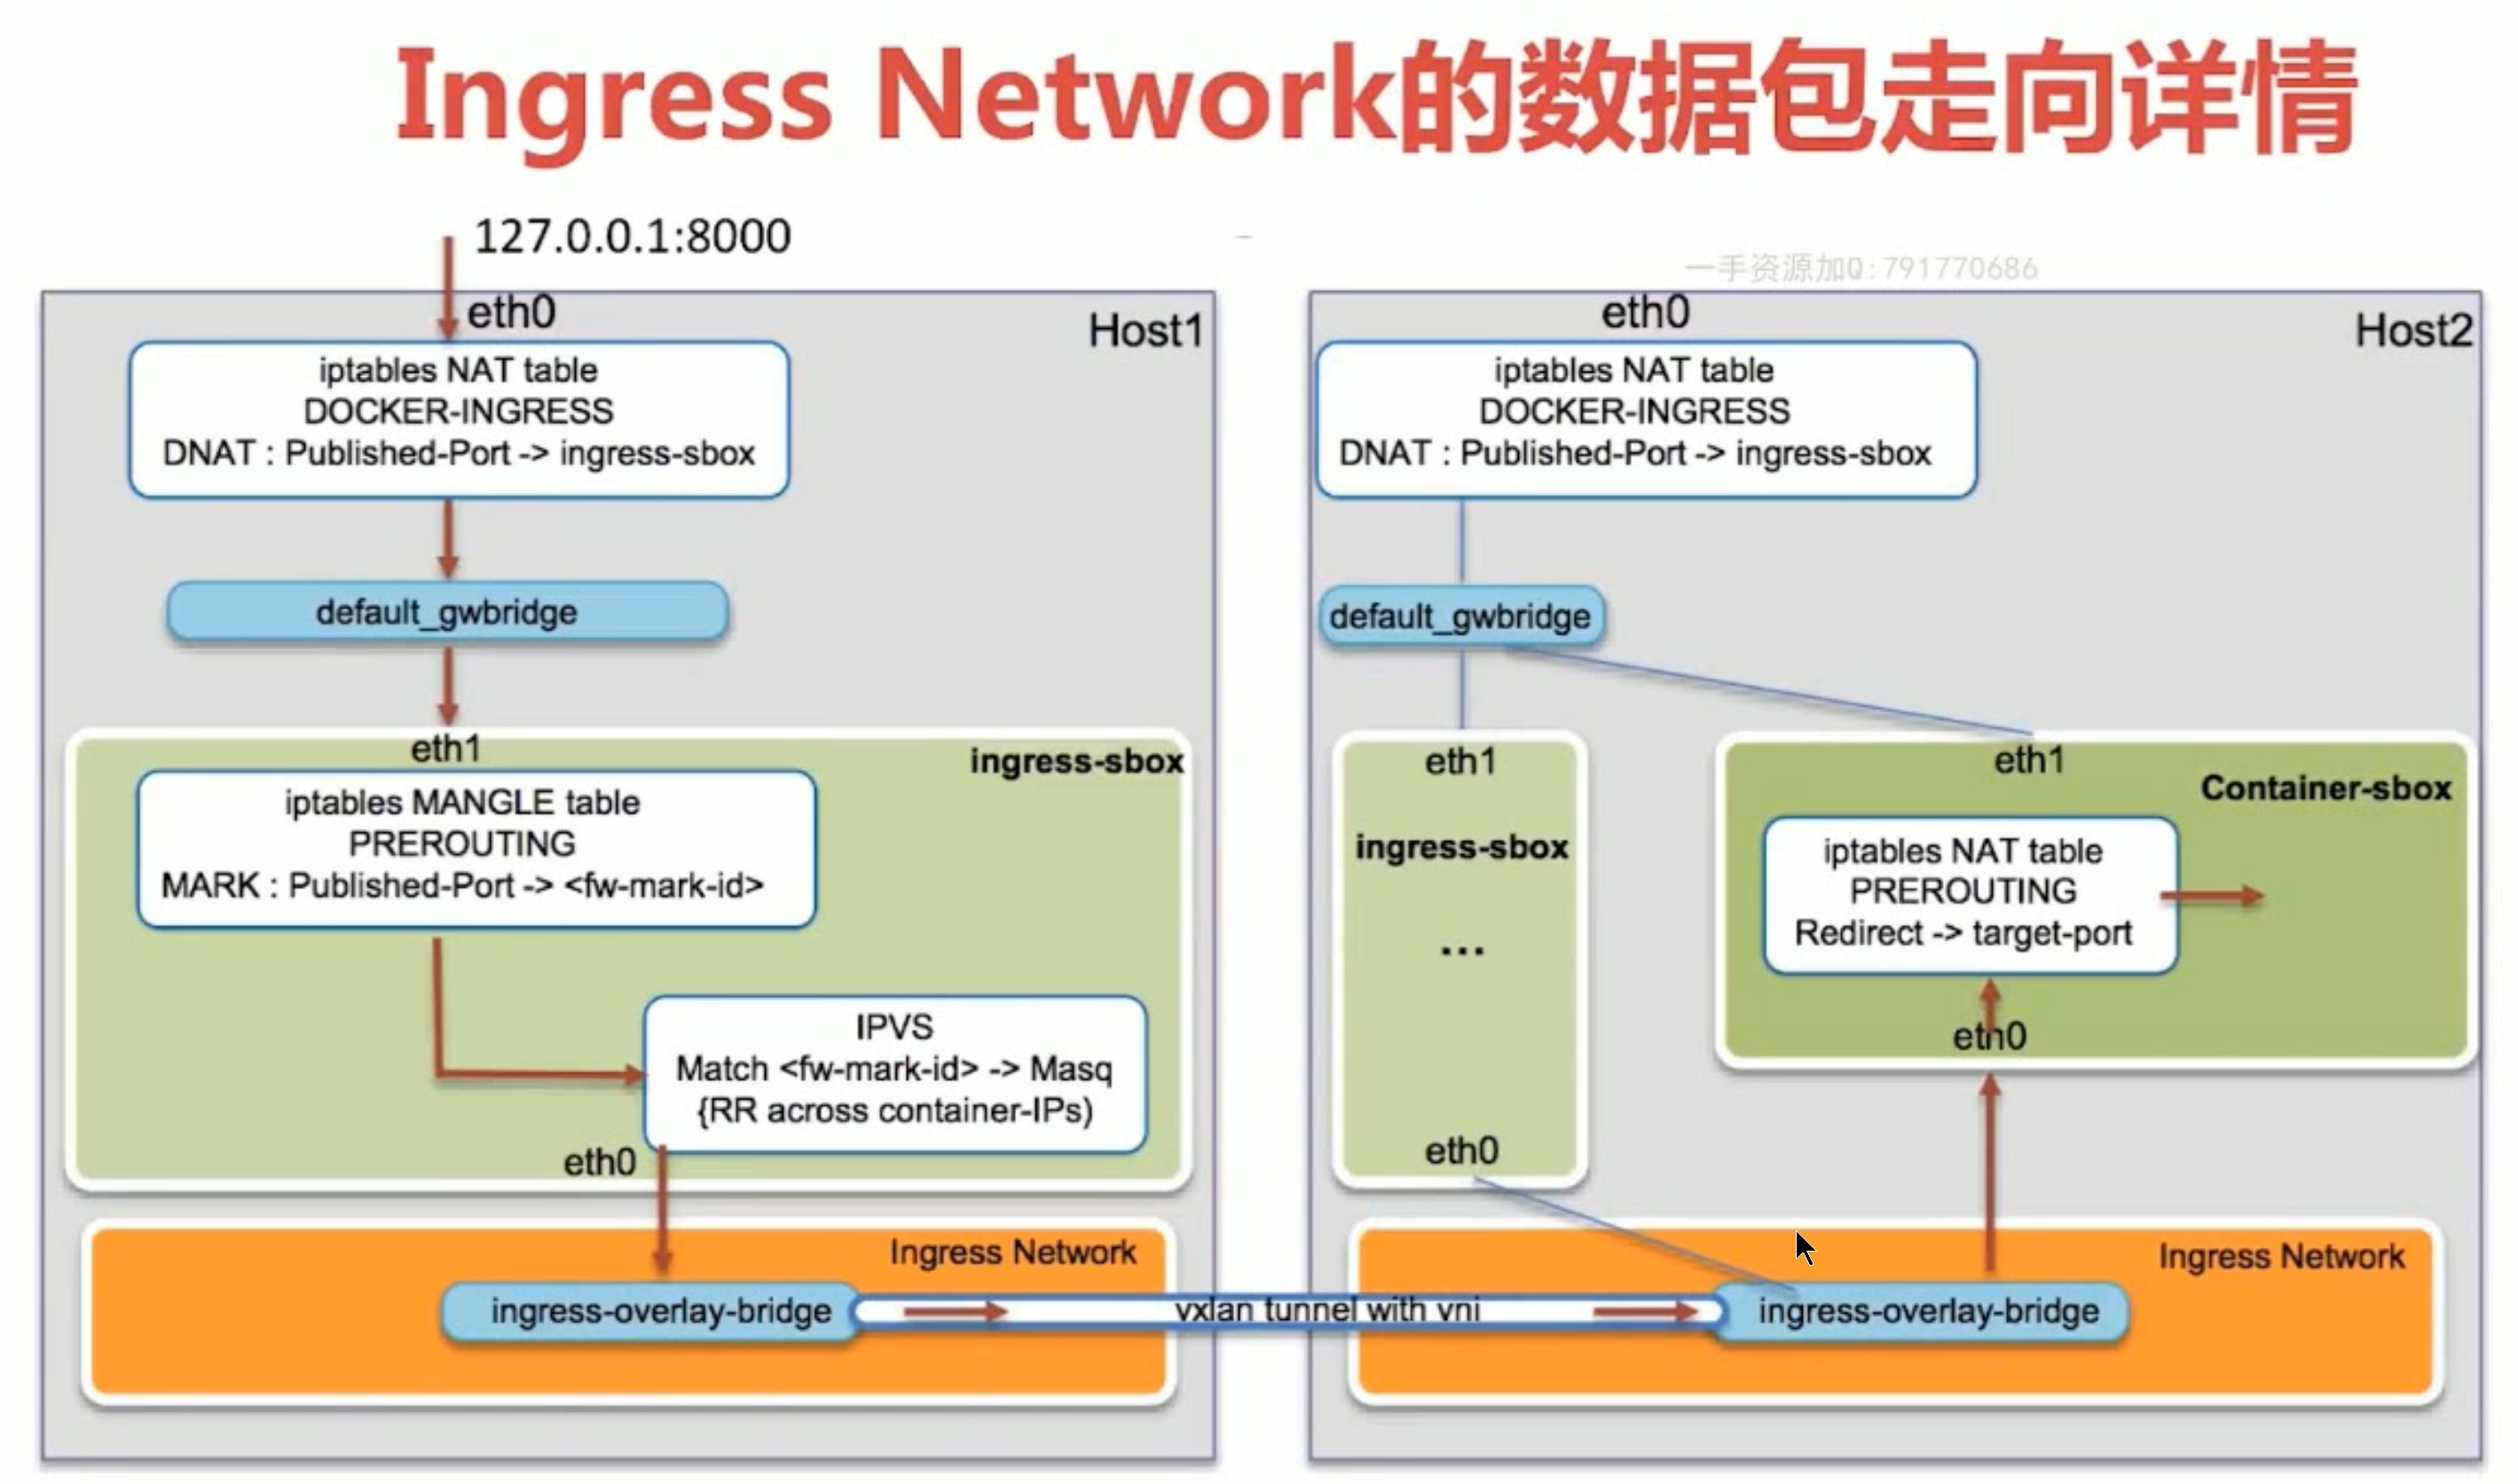 Ingress Network的数据包走向详情
127.0.0.1:8000
一手资源加Q:791770686
eth0
Host1
iptables NAT table
DOCKER-INGRESS
DNAT : Published-Port -> ingress-sbox
default_gwbridge
eth1
ingress-sbox
iptables MANGLE table
PREROUTING
MARK : Published-Port -> <fw-mark-id>
IPVS
Match <fw-mark-id> -> Masq
{RR across container-IPs)
eth0
Ingress Network
ingress-overlay-bridge
vxlan tunnel with vni
eth0
Host2
iptables NAT table
DOCKER-INGRESS
DNAT : Published-Port -> ingress-sbox
default_gwbridge
eth1
ingress-sbox
...
eth0
eth1
Container-sbox
iptables NAT table
PREROUTING
Redirect -> target-port
eth0
Ingress Network
ingress-overlay-bridge